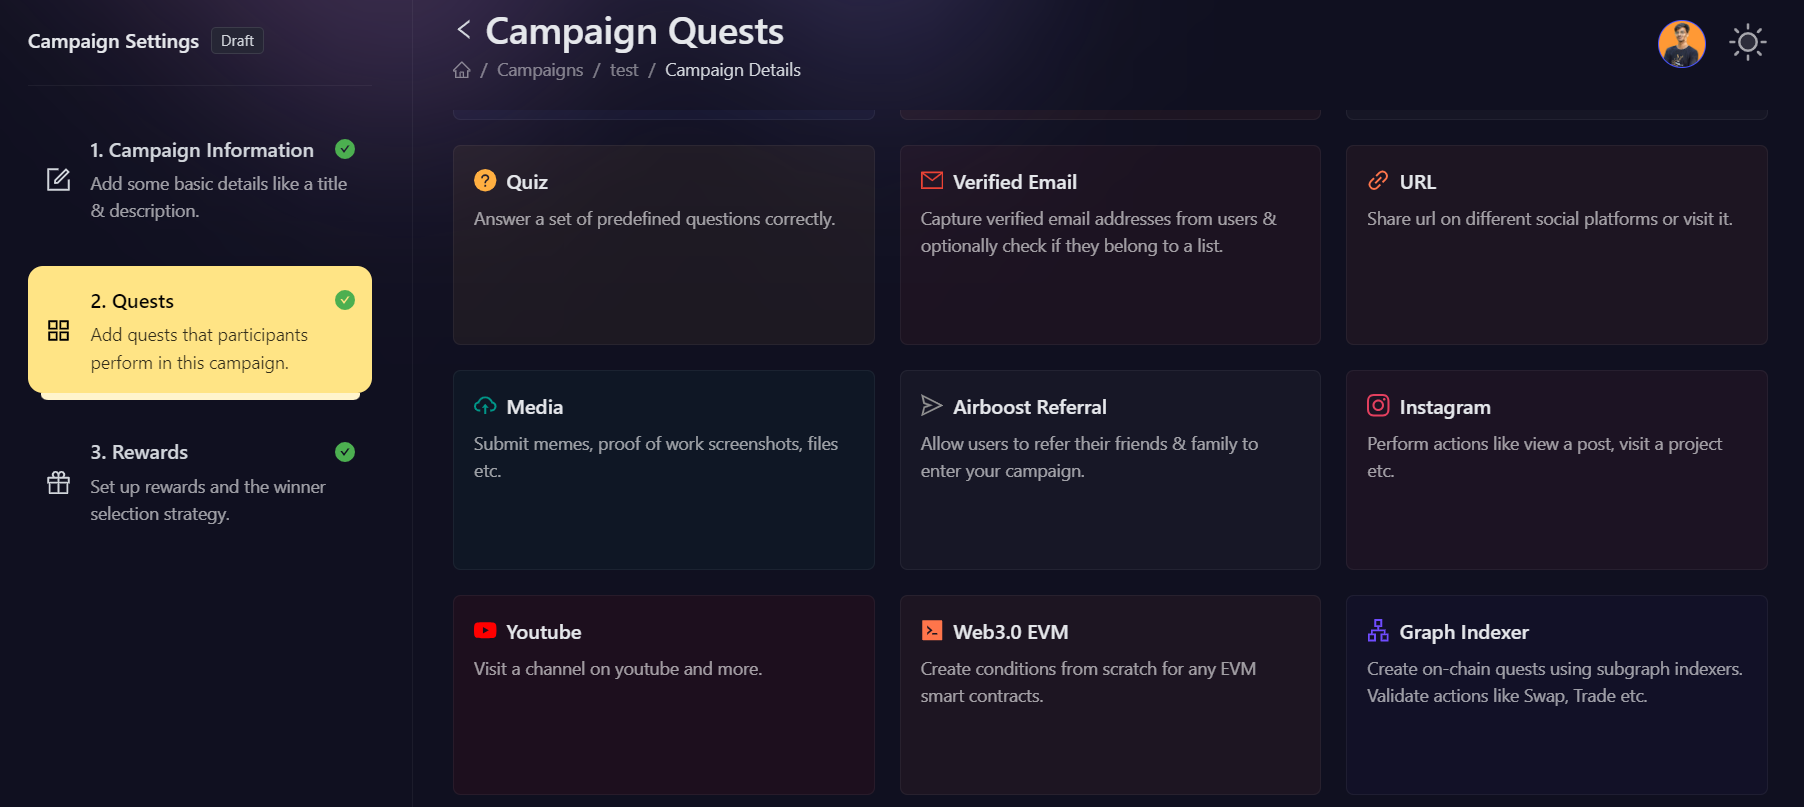 Campaign Settings Draft
1. Campaign Information
Add some basic details like a title
& description.
2. Quests
Add quests that participants
perform in this campaign.
3. Rewards
Set up rewards and the winner
selection strategy.
Campaign Quests
/ Campaigns / test / Campaign Details
Quiz
Answer a set of predefined questions correctly.
Verified Email
Capture verified email addresses from users &
optionally check if they belong to a list.
URL
Share url on different social platforms or visit it.
Media
Submit memes, proof of work screenshots, files
etc.
Airboost Referral
Allow users to refer their friends & family to
enter your campaign.
Instagram
Perform actions like view a post, visit a project
etc.
Youtube
Visit a channel on youtube and more.
Web3.0 EVM
Create conditions from scratch for any EVM
smart contracts.
Graph Indexer
Create on-chain quests using subgraph indexers.
Validate actions like Swap, Trade etc.